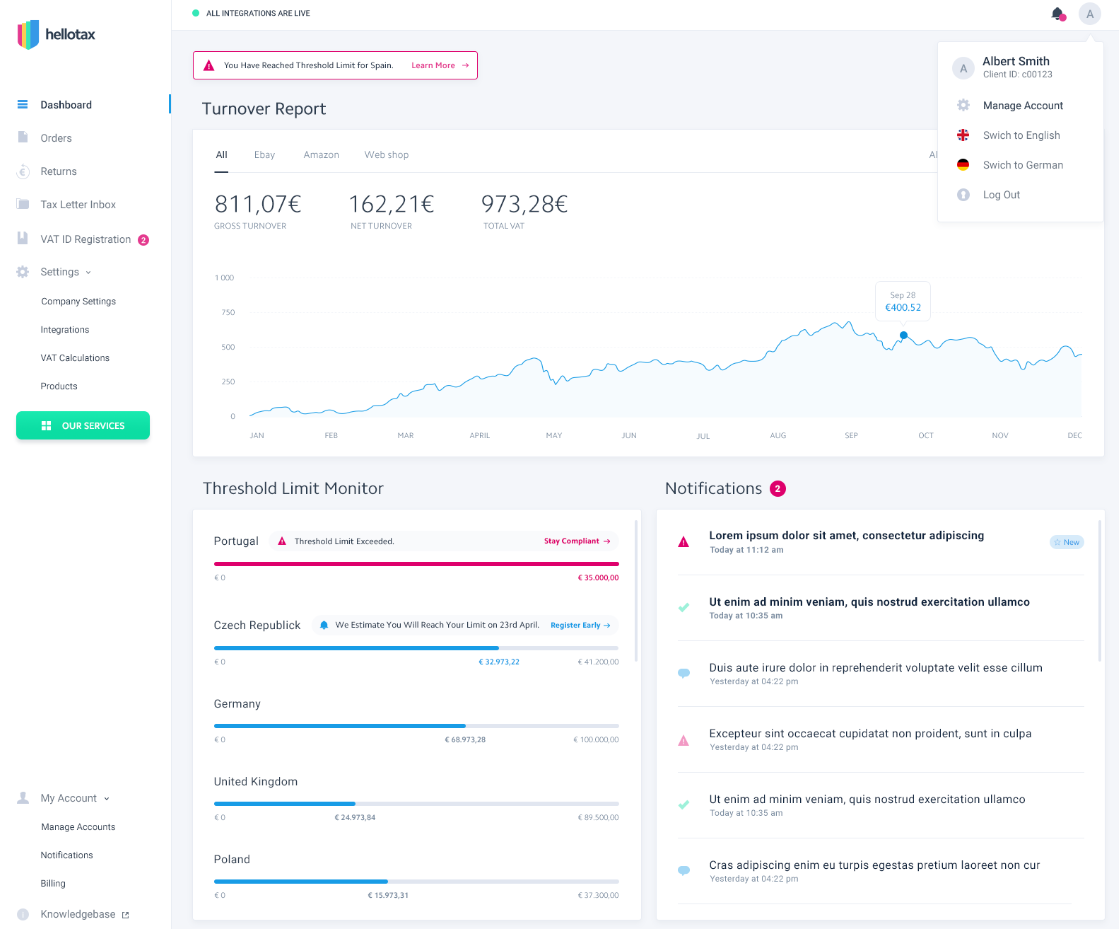 hellotax
ALL INTEGRATIONS ARE LIVE
A
Dashboard
Orders
Returns
Tax Letter Inbox
VAT ID Registration 2
Settings
Company Settings
Integrations
VAT Calculations
Products
OUR SERVICES
My Account
Manage Accounts
Notifications
Billing
Knowledgebase
You Have Reached Threshold Limit for Spain. Learn More →
A
Albert Smith
Client ID: c00123
Manage Account
Swich to English
Swich to German
Log Out
Turnover Report
All Ebay Amazon Web shop
811,07€ 162,21€ 973,28€
GROSS TURNOVER NET TURNOVER TOTAL VAT
1 000
750
500
250
0
Sep 28
€400.52
JAN FEB MAR APRIL MAY JUN JUL AUG SEP OCT NOV DEC
Threshold Limit Monitor
Portugal Threshold Limit Exceeded. Stay Compliant →
€ 0 € 35.000,00
Czech Republick We Estimate You Will Reach Your Limit on 23rd April. Register Early →
€ 0 € 32.973,22 € 41 200,00
Germany
€ 0 € 68.973,28 € 100.000,00
United Kingdom
€ 0 € 24.973,84 € 89.500,00
Poland
€ 0 € 15.973,31 € 37.300,00
Notifications 2
Lorem ipsum dolor sit amet, consectetur adipiscing
Today at 11:12 am
New
Ut enim ad minim veniam, quis nostrud exercitation ullamco
Today at 10:35 am
Duis aute irure dolor in reprehenderit voluptate velit esse cillum
Yesterday at 04:22 pm
Excepteur sint occaecat cupidatat non proident, sunt in culpa
Yesterday at 04:22 pm
Ut enim ad minim veniam, quis nostrud exercitation ullamco
Today at 10:35 am
Cras adipiscing enim eu turpis egestas pretium laoreet non cur
Yesterday at 04:22 pm